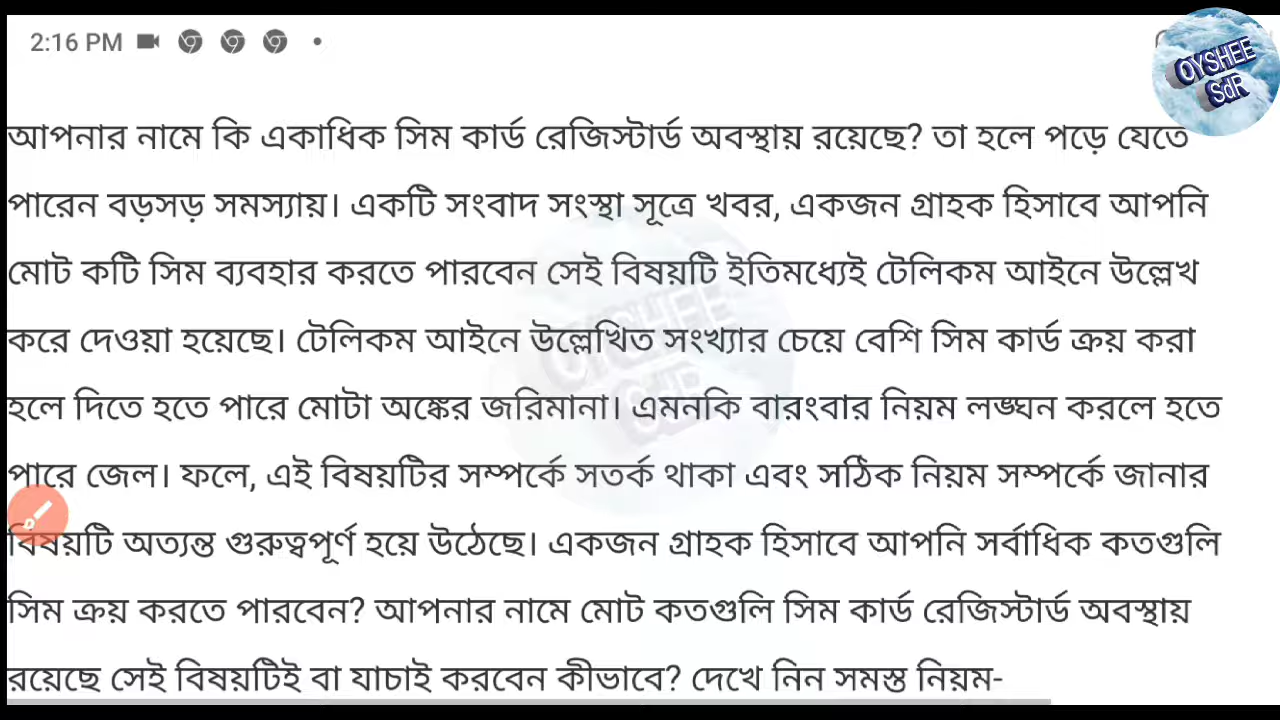 2:16 PM
OYSHEE
SdR
আপনার নামে কি একাধিক সিম কার্ড রেজিস্টার্ড অবস্থায় রয়েছে? তা হলে পড়ে যেতে
পারেন বড়সড় সমস্যায়। একটি সংবাদ সংস্থা সূত্রে খবর, একজন গ্রাহক হিসাবে আপনি
মোট কটি সিম ব্যবহার করতে পারবেন সেই বিষয়টি ইতিমধ্যেই টেলিকম আইনে উল্লেখ
করে দেওয়া হয়েছে। টেলিকম আইনে উল্লেখিত সংখ্যার চেয়ে বেশি সিম কার্ড ক্রয় করা
হলে দিতে হতে পারে মোটা অঙ্কের জরিমানা। এমনকি বারংবার নিয়ম লঙ্ঘন করলে হতে
পারে জেল। ফলে, এই বিষয়টির সম্পর্কে সতর্ক থাকা এবং সঠিক নিয়ম সম্পর্কে জানার
বিষয়টি অত্যন্ত গুরুত্বপূর্ণ হয়ে উঠেছে। একজন গ্রাহক হিসাবে আপনি সর্বাধিক কতগুলি
সিম ক্রয় করতে পারবেন? আপনার নামে মোট কতগুলি সিম কার্ড রেজিস্টার্ড অবস্থায়
রয়েছে সেই বিষয়টিই বা যাচাই করবেন কীভাবে? দেখে নিন সমস্ত নিয়ম-
OYSHEE
SdR